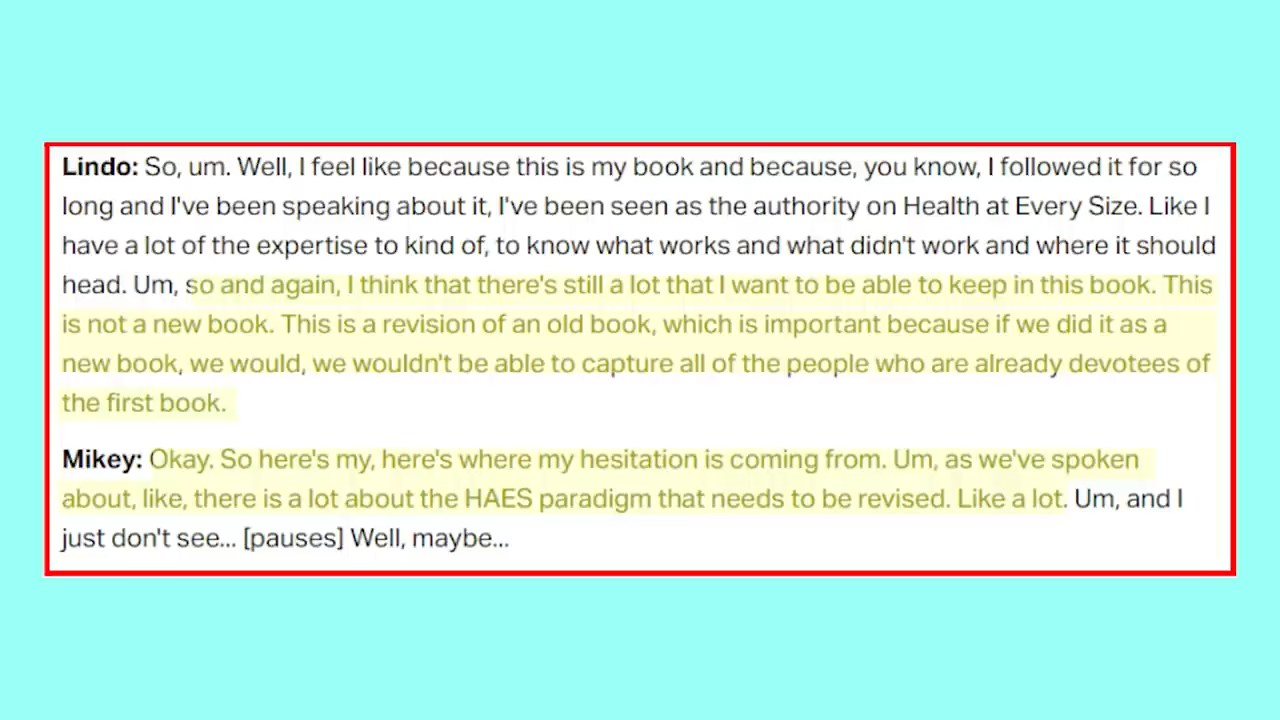 Lindo: So, um. Well, I feel like because this is my book and because, you know, I followed it for so
long and I've been speaking about it, I've been seen as the authority on Health at Every Size. Like I
have a lot of the expertise to kind of, to know what works and what didn't work and where it should
head. Um, so and again, I think that there's still a lot that I want to be able to keep in this book. This
is not a new book. This is a revision of an old book, which is important because if we did it as a
new book, we would, we wouldn't be able to capture all of the people who are already devotees of
the first book.
Mikey: Okay. So here's my, here's where my hesitation is coming from. Um, as we've spoken
about, like, there is a lot about the HAES paradigm that needs to be revised. Like a lot. Um, and I
just don't see... [pauses] Well, maybe...